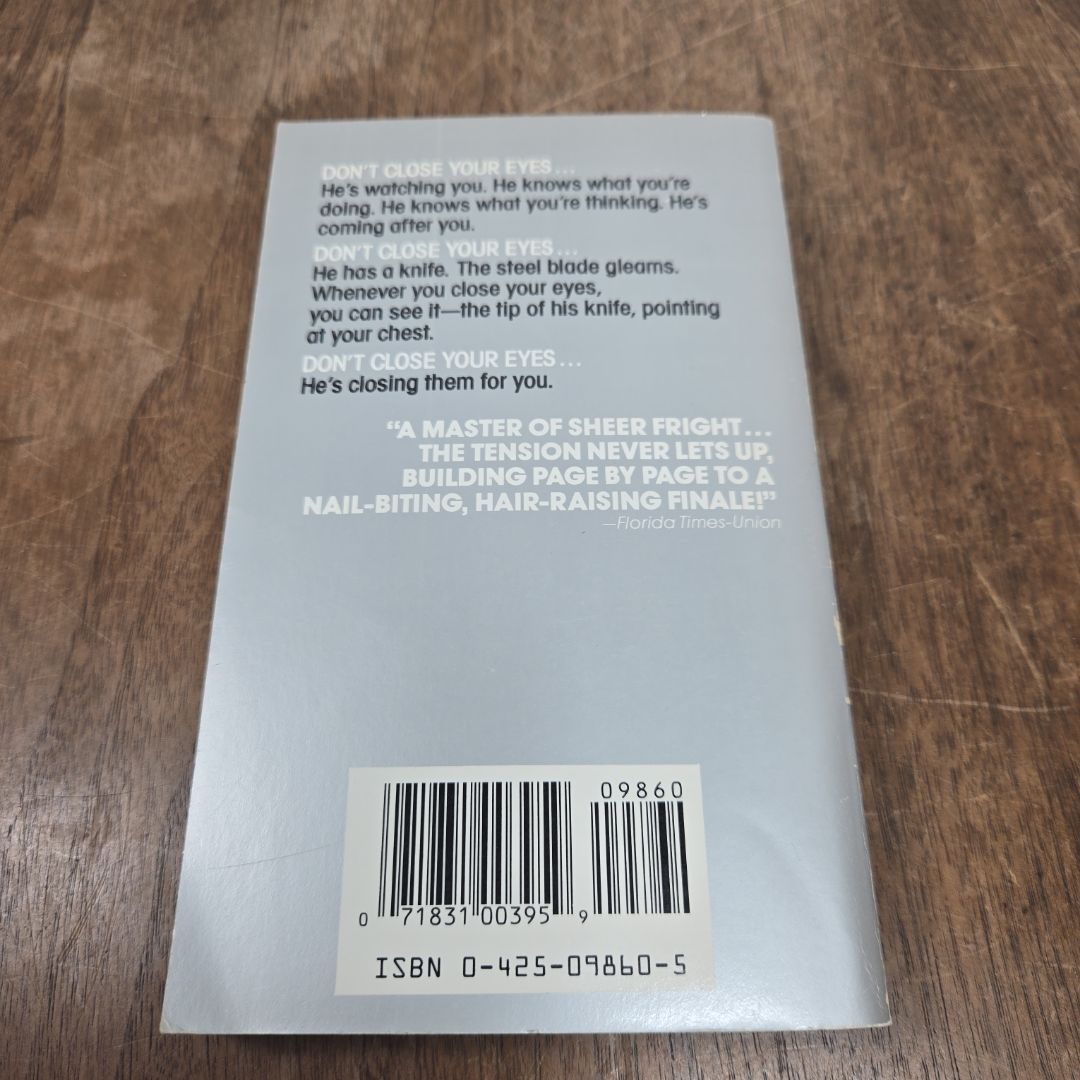 DON'T CLOSE YOUR EYES...
He's watching you. He knows what you're
doing. He knows what you're thinking. He's
coming after you.
DON'T CLOSE YOUR EYES...
He has a knife. The steel blade gleams.
Whenever you close your eyes,
you can see it—the tip of his knife, pointing
at your chest.
DON'T CLOSE YOUR EYES...
He's closing them for you.
“A MASTER OF SHEER FRIGHT...
THE TENSION NEVER LETS UP,
BUILDING PAGE BY PAGE TO A
NAIL-BITING, HAIR-RAISING FINALE!”
—Florida Times-Union
09860
0 71831 00395 9
ISBN 0-425-09860-5